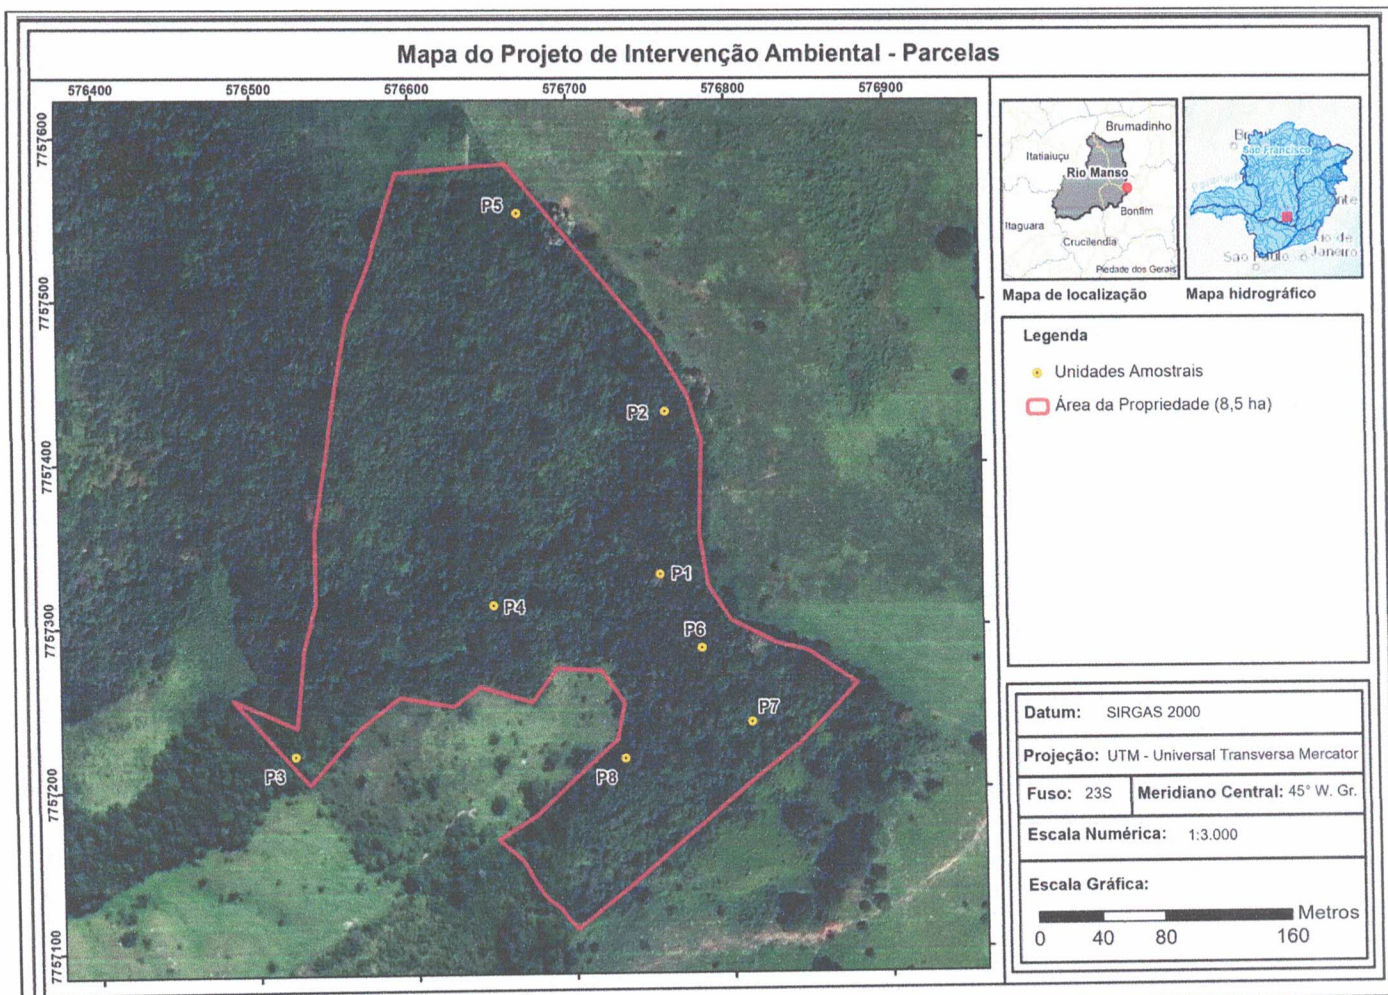 Mapa do Projeto de Intervenção Ambiental - Parcelas
576400 576500 576600 576700 576800 576900
7757600
7757500
7757400
7757300
7757200
7757100
P5
P2
P1
P4
P6
P7
P3
P8
Brumadinho
Itatiaiuçu
Rio Manso
Bonfim
Itaguara
Crucilendia
Piedade dos Gerais
Mapa de localização
São Francisco
Mapa hidrográfico
Legenda
Unidades Amostrais
Área da Propriedade (8,5 ha)
Datum: SIRGAS 2000
Projeção: UTM - Universal Transversa Mercator
Fuso: 23S Meridiano Central: 45° W. Gr.
Escala Numérica: 1:3.000
Escala Gráfica:
Metros
0 40 80 160